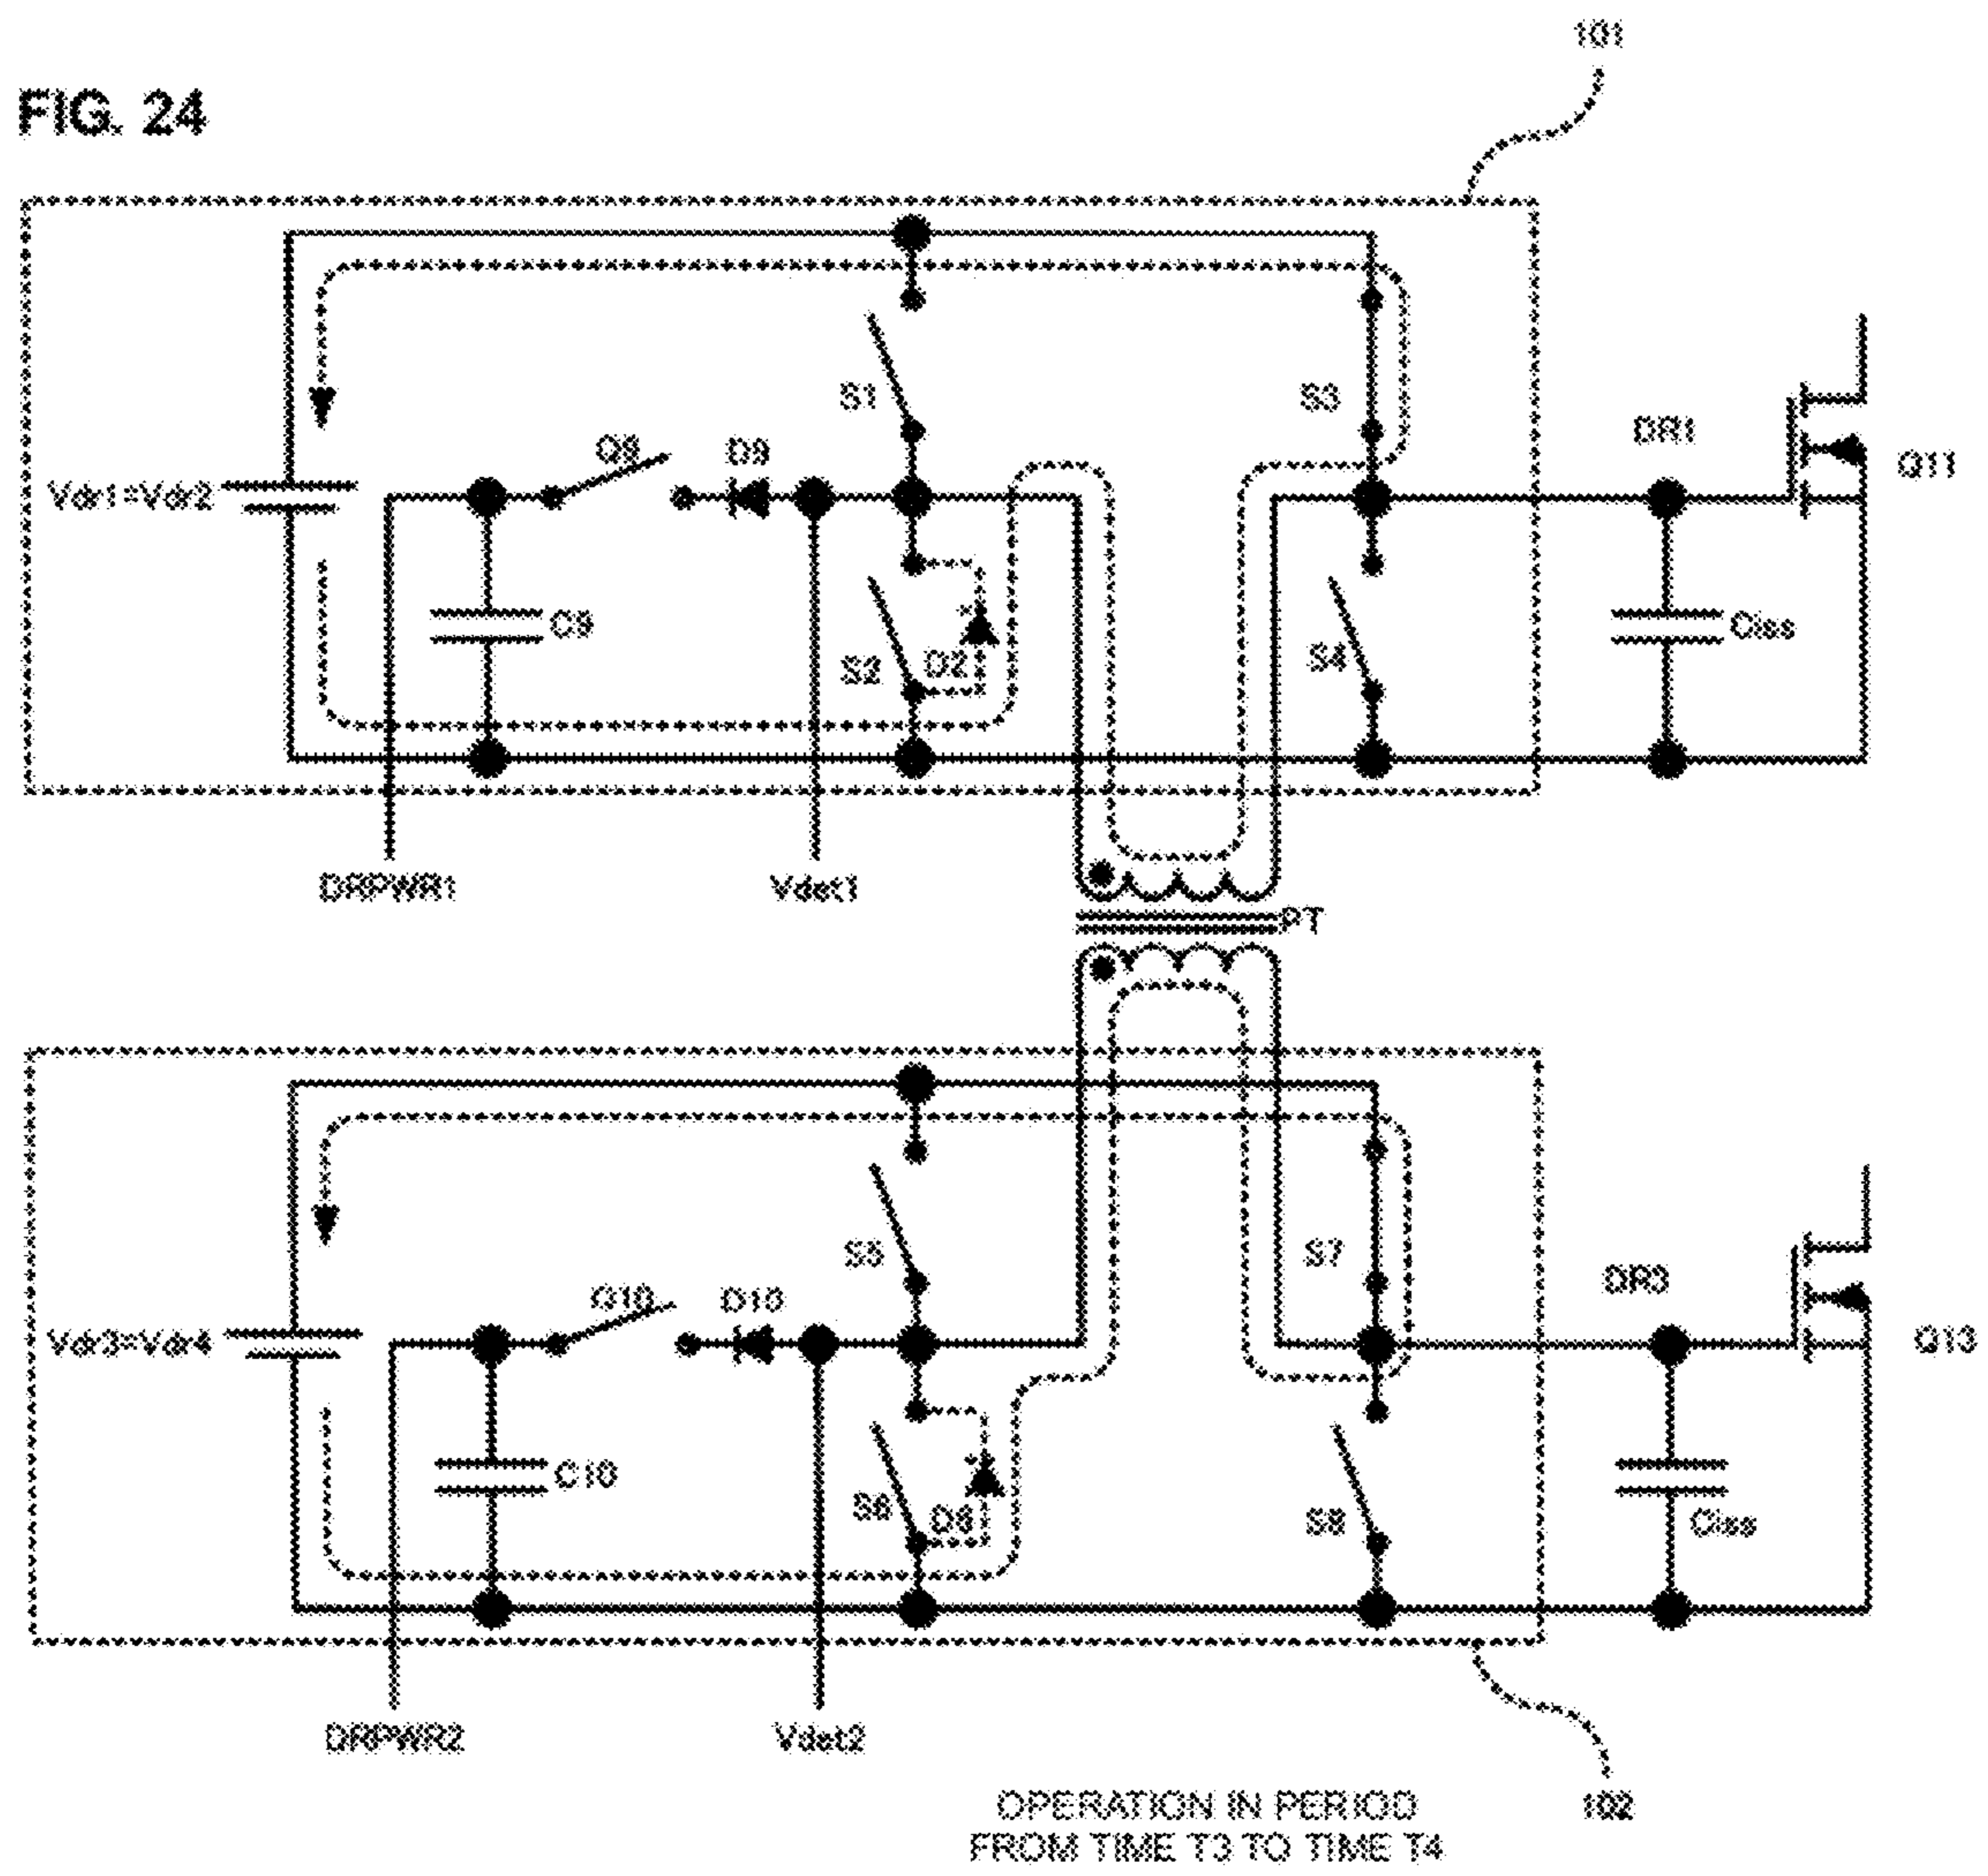 101
FIG. 24
S1
S3
DR1
Q9
D9
Q11
Vdr1=Vdr2
C9
S2
D2
S4
Ciss
DRPWR1
Vdet1
PT
S5
S7
DR3
Q10
D10
Vdr3=Vdr4
Q13
C10
S6
D6
S8
Ciss
DRPWR2
Vdet2
OPERATION IN PERIOD
FROM TIME T3 TO TIME T4
102